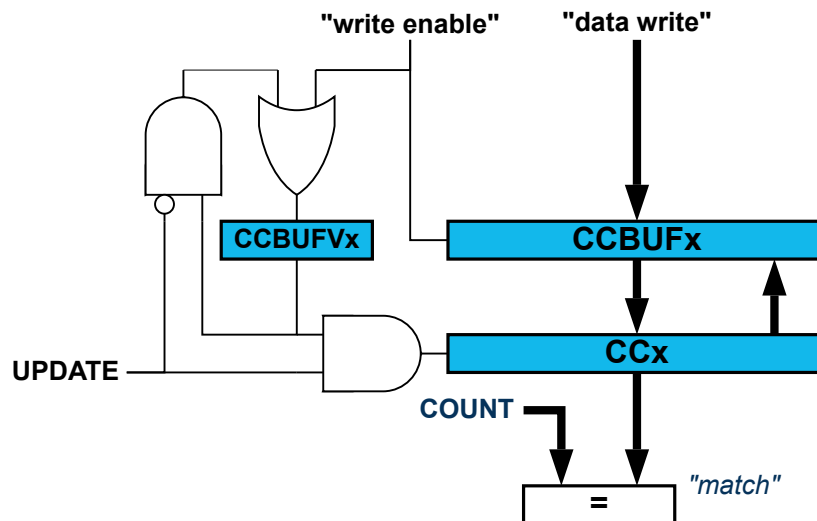 "write enable"
"data write"
CCBUFVx
CCBUFx
CCx
UPDATE
COUNT
"match"
=